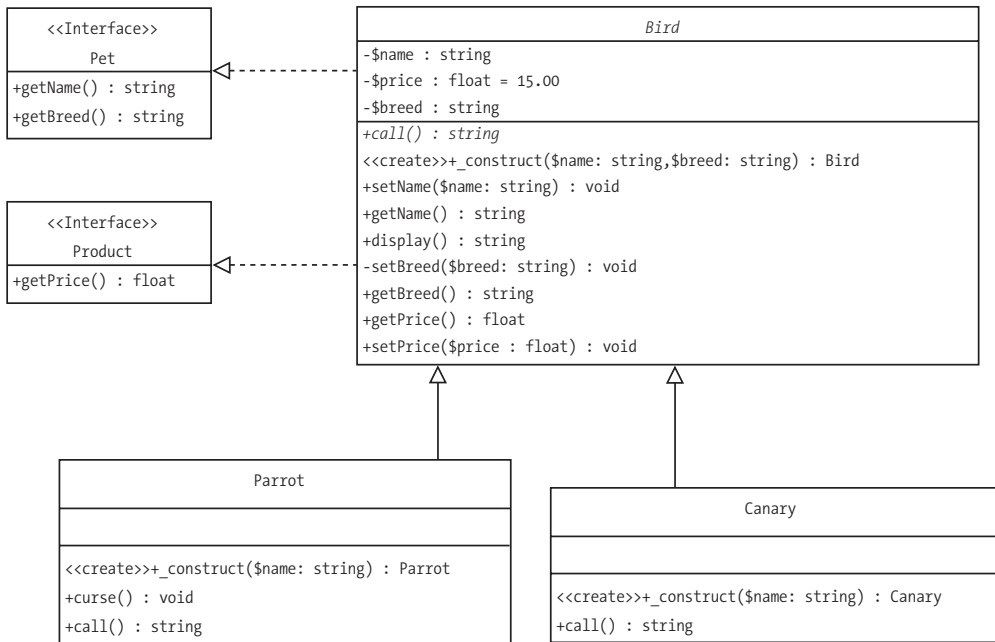 <<Interface>>
Pet
+getName() : string
+getBreed() : string
<<Interface>>
Product
+getPrice() : float
Bird
-$name : string
-$price : float = 15.00
-$breed : string
+call() : string
<<create>>+_construct($name: string,$breed: string) : Bird
+setName($name: string) : void
+getName() : string
+display() : string
-setBreed($breed: string) : void
+getBreed() : string
+getPrice() : float
+setPrice($price : float) : void
Parrot
<<create>>+_construct($name: string) : Parrot
+curse() : void
+call() : string
Canary
<<create>>+_construct($name: string) : Canary
+call() : string